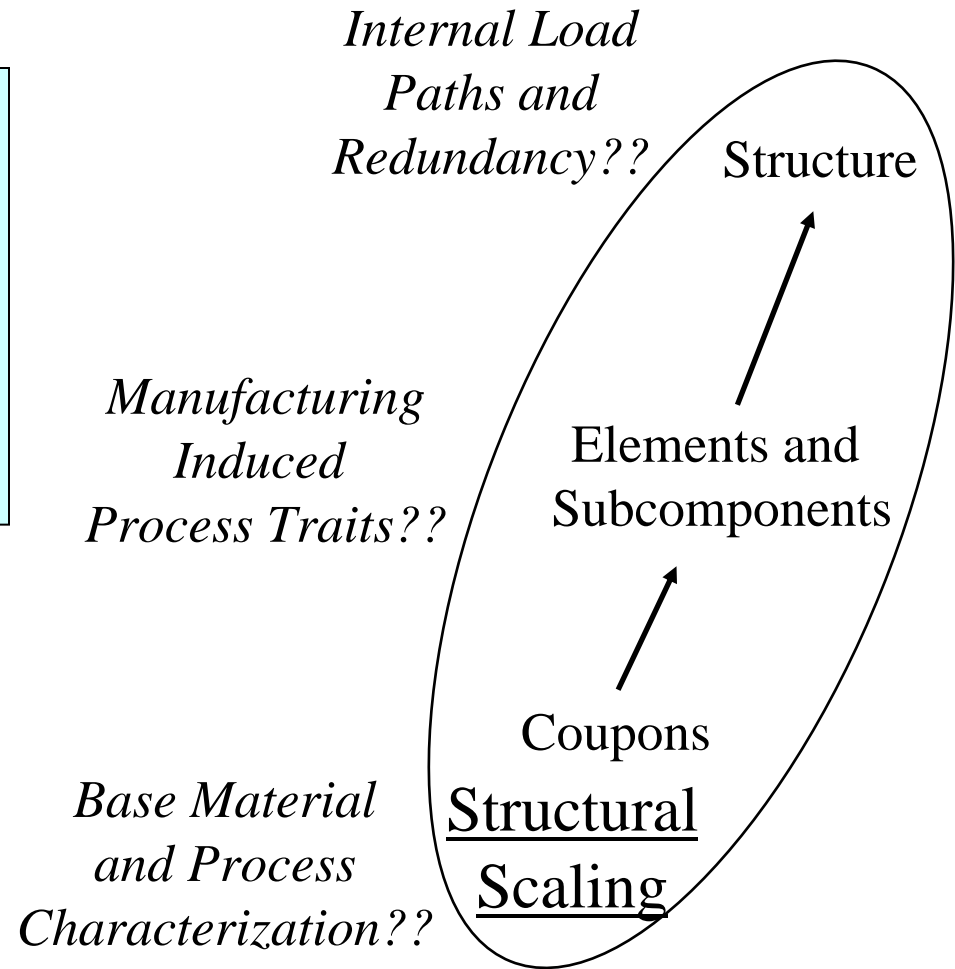 Internal Load
Paths and
Redundancy??
Structure
Manufacturing
Induced
Process Traits??
Elements and
Subcomponents
Coupons
Structural
Scaling
Base Material
and Process
Characterization??